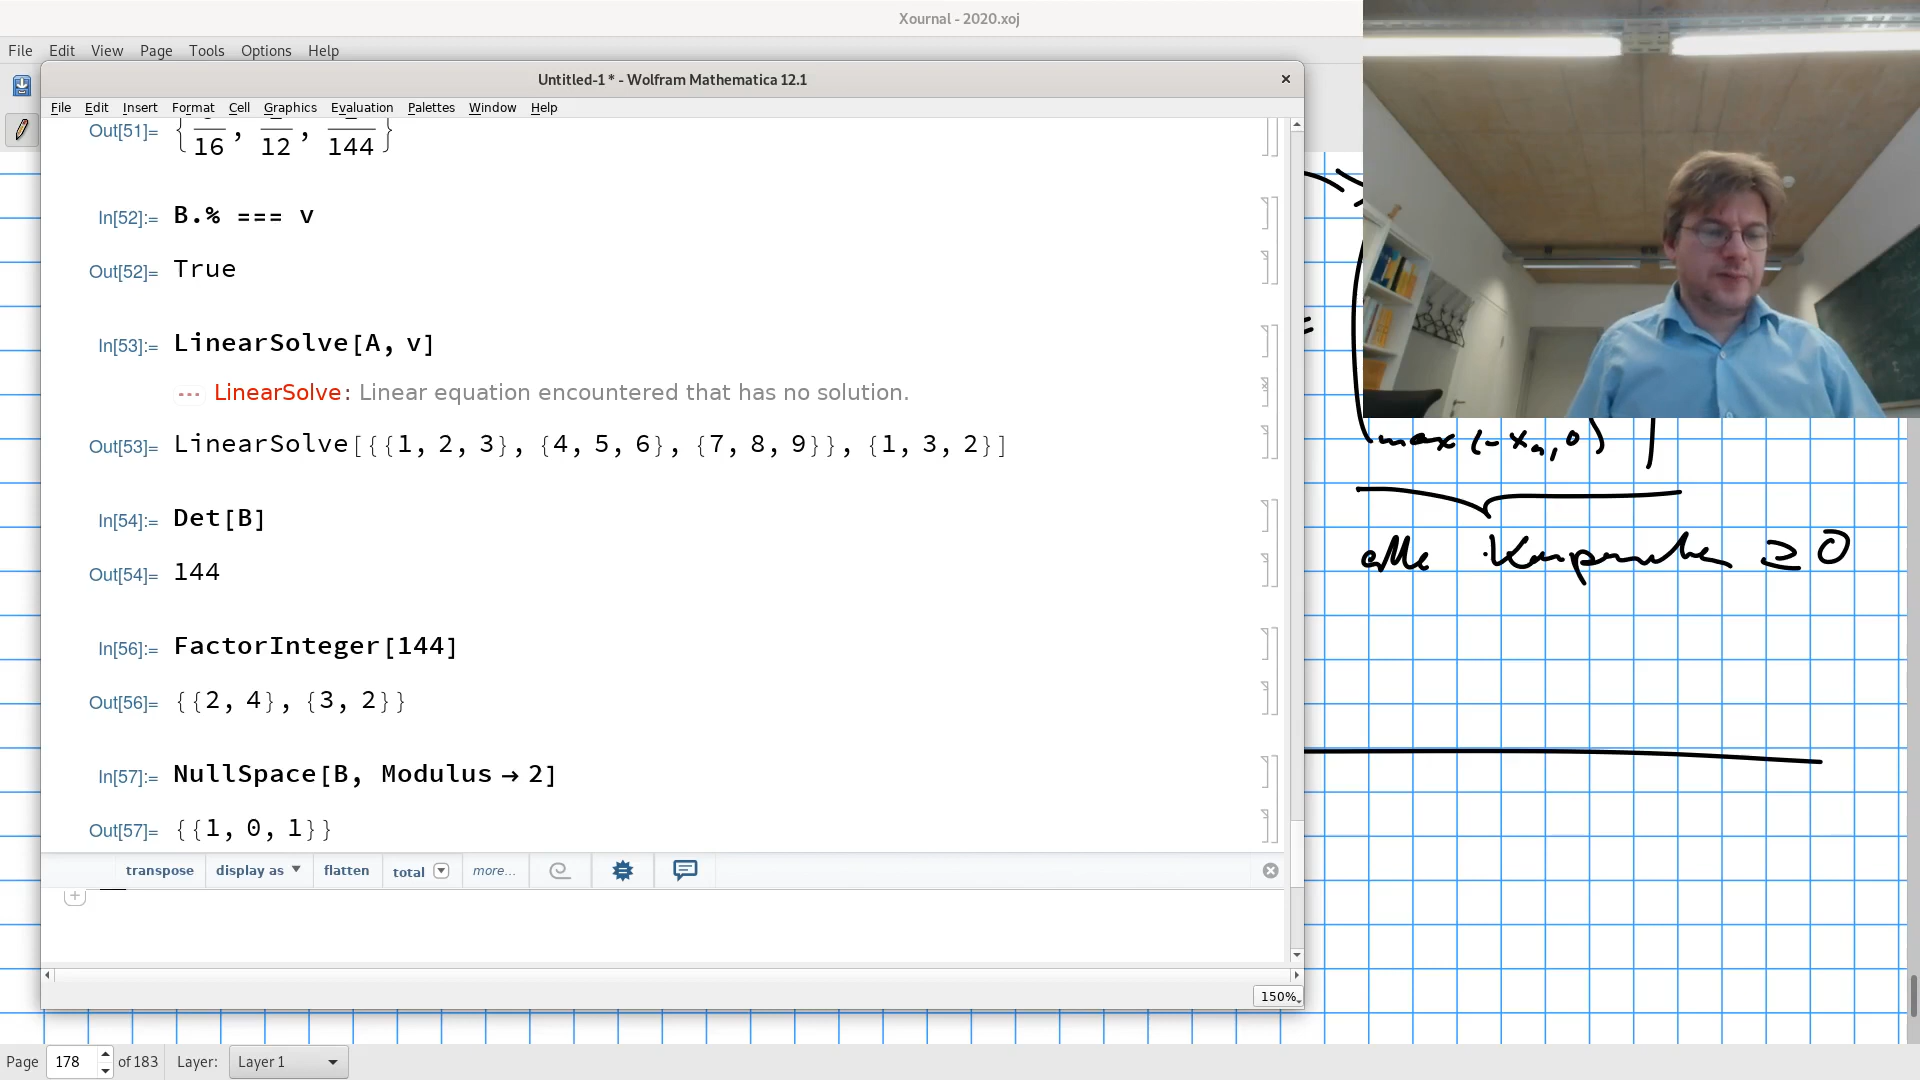 Xournal - 2020.xoj
File Edit View Page Tools Options Help
Untitled-1 * - Wolfram Mathematica 12.1
File Edit Insert Format Cell Graphics Evaluation Palettes Window Help
Out[51]= { 16 , 12 , 144 }
In[52]:= B.% === v
Out[52]= True
In[53]:= LinearSolve[A, v]
LinearSolve: Linear equation encountered that has no solution.
Out[53]= LinearSolve[{{1, 2, 3}, {4, 5, 6}, {7, 8, 9}}, {1, 3, 2}]
max(-xₙ, 0)
In[54]:= Det[B]
alle Komponenten ≥ 0
Out[54]= 144
In[56]:= FactorInteger[144]
Out[56]= {{2, 4}, {3, 2}}
In[57]:= NullSpace[B, Modulus → 2]
Out[57]= {{1, 0, 1}}
transpose display as flatten total more...
150%
Page 178 of 183 Layer: Layer 1